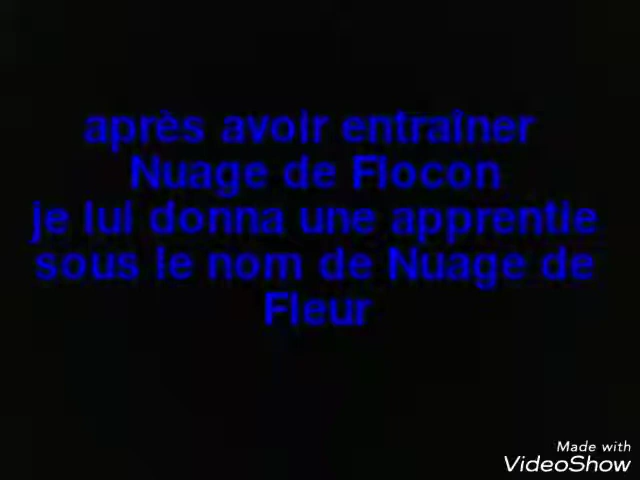 après avoir entraîner
Nuage de Flocon
je lui donna une apprentie
sous le nom de Nuage de
Fleur
Made with
VideoShow